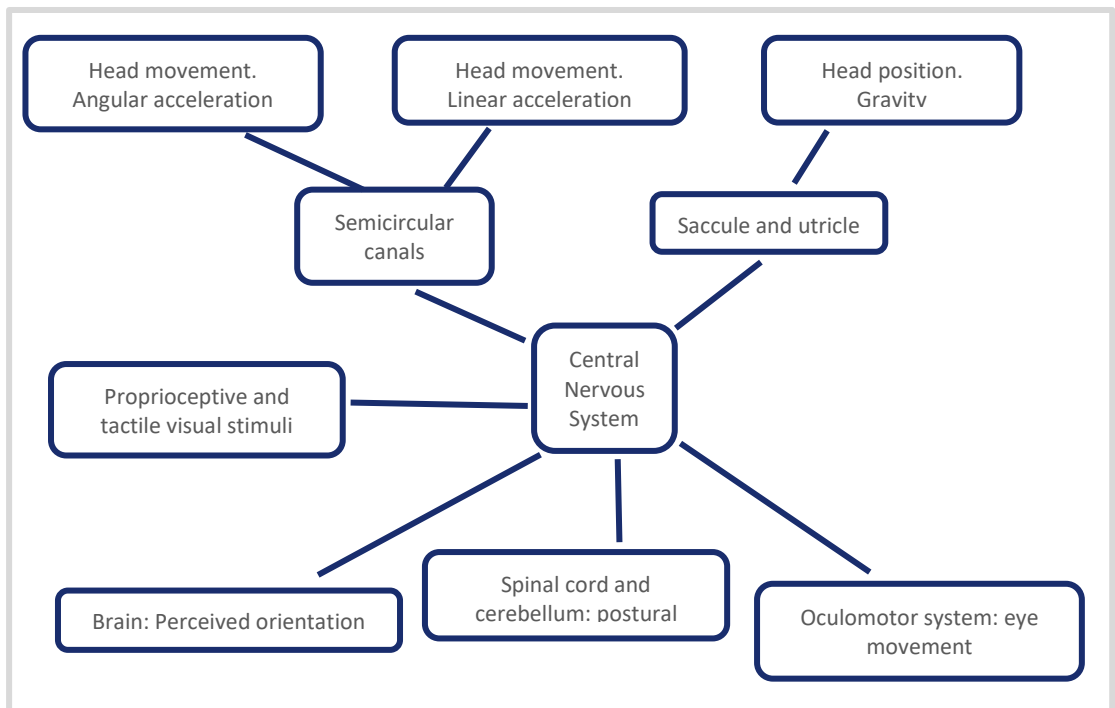 Head movement.
Angular acceleration
Head movement.
Linear acceleration
Head position.
Gravity
Semicircular
canals
Saccule and utricle
Central
Nervous
System
Proprioceptive and
tactile visual stimuli
Brain: Perceived orientation
Spinal cord and
cerebellum: postural
Oculomotor system: eye
movement